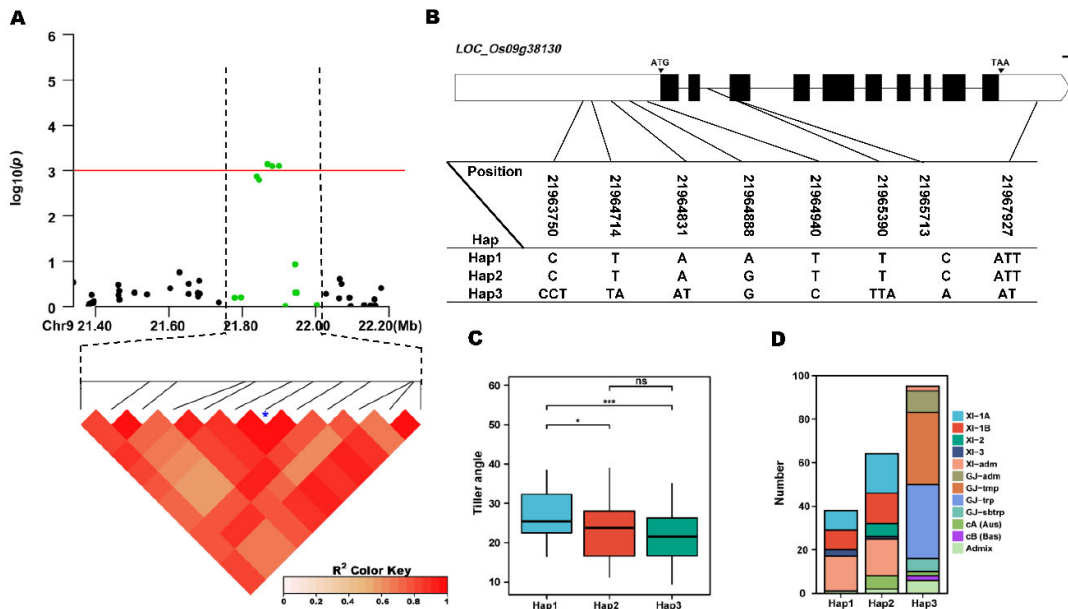 A
6
5
4
3
2
1
0
log10(p)
Chr9 21.40 21.60 21.80 22.00 22.20(Mb)
*
R2 Color Key
0 0.2 0.4 0.6 0.8 1
B
LOC_Os09g38130
ATG
TAA
Position
Hap
21963750 21964714 21964831 21964888 21964940 21965390 21965713 21967927
Hap1 C T A A T T C ATT
Hap2 C T A G T T C ATT
Hap3 CCT TA AT G C TTA A AT
C
60
50
40
30
20
10
Tiller angle
ns
***
*
Hap1 Hap2 Hap3
D
100
80
60
40
20
0
Number
Hap1 Hap2 Hap3
XI-1A
XI-1B
XI-2
XI-3
XI-adm
GJ-adm
GJ-tmp
GJ-trp
GJ-sbtrp
cA (Aus)
cB (Bas)
Admix